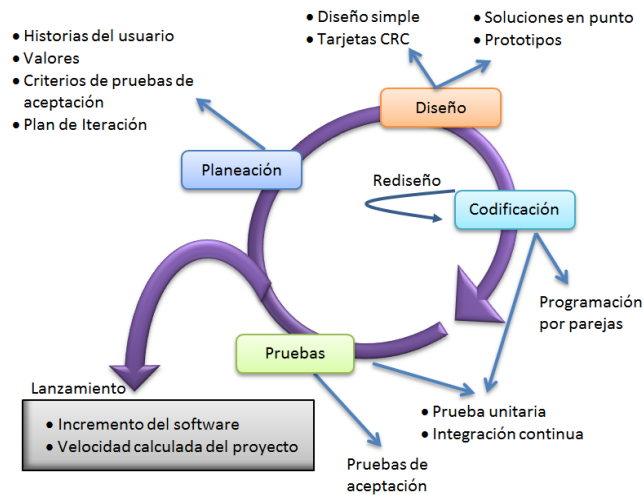 • Historias del usuario
• Valores
• Criterios de pruebas de
aceptación
• Plan de Iteración
• Diseño simple
• Tarjetas CRC
• Soluciones en punto
• Prototipos
Diseño
Planeación
Rediseño
Codificación
Programación
por parejas
Pruebas
Lanzamiento
• Incremento del software
• Velocidad calculada del proyecto
• Prueba unitaria
• Integración continua
Pruebas de
aceptación